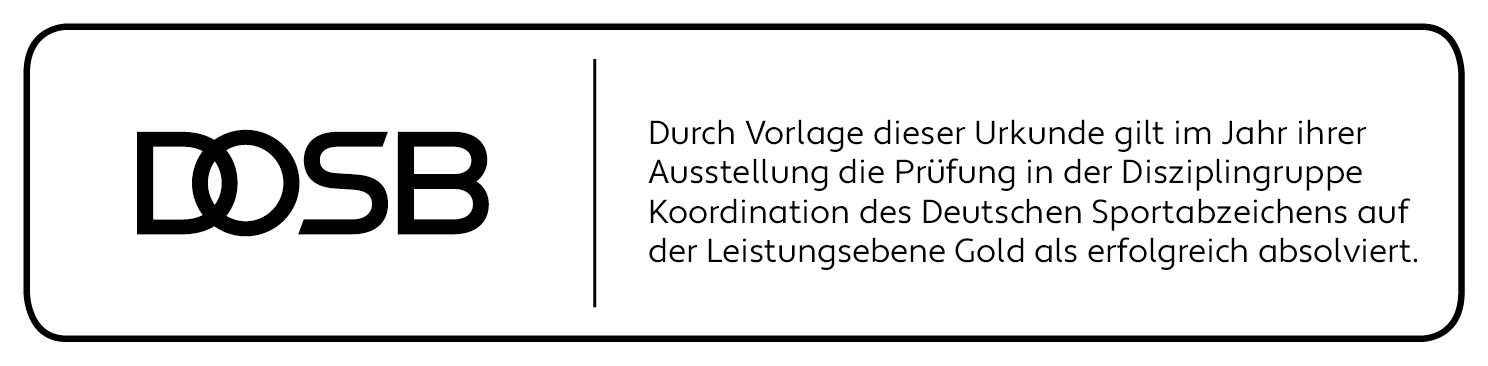 DOSB
Durch Vorlage dieser Urkunde gilt im Jahr ihrer
Ausstellung die Prüfung in der Disziplingruppe
Koordination des Deutschen Sportabzeichens auf
der Leistungsebene Gold als erfolgreich absolviert.